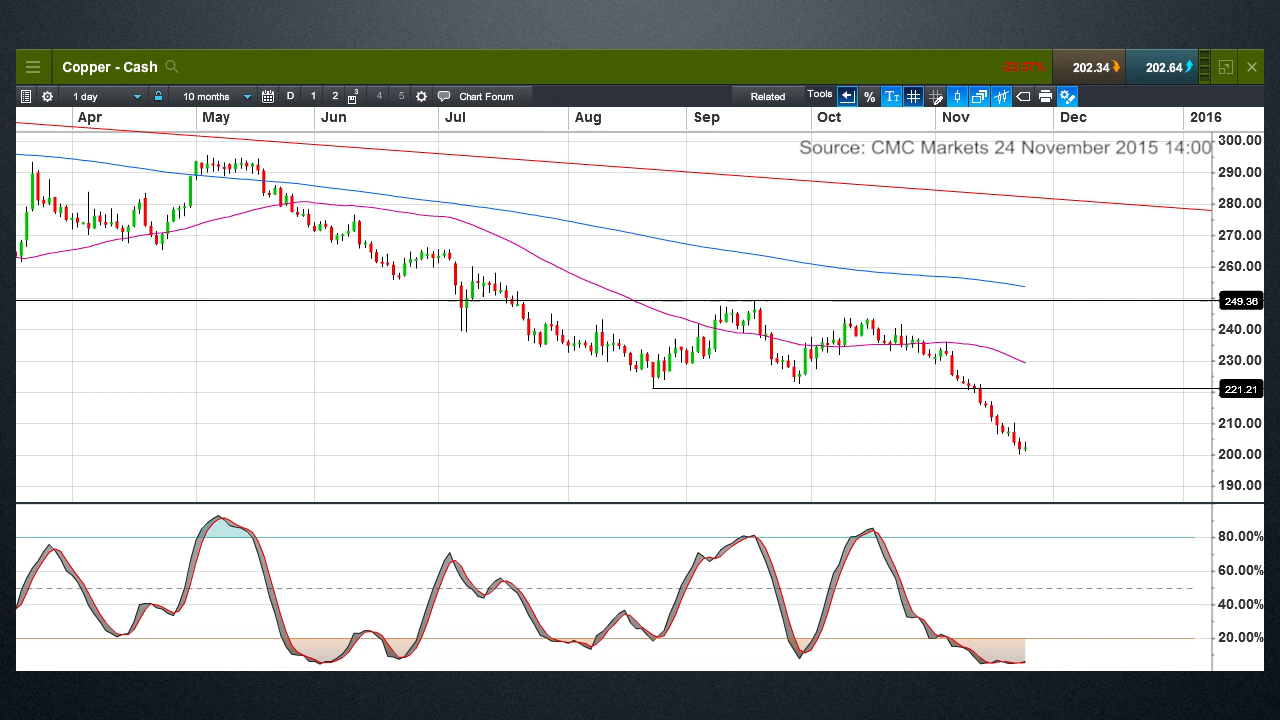 Copper - Cash
-23.57%
202.34
202.64
1 day
10 months
D
1
2
3
4
5
Chart Forum
Related
Tools
%
TT
Apr
May
Jun
Jul
Aug
Sep
Oct
Nov
Dec
2016
Source: CMC Markets 24 November 2015 14:00
300.00
290.00
280.00
270.00
260.00
249.36
240.00
230.00
221.21
210.00
200.00
190.00
80.00%
60.00%
40.00%
20.00%